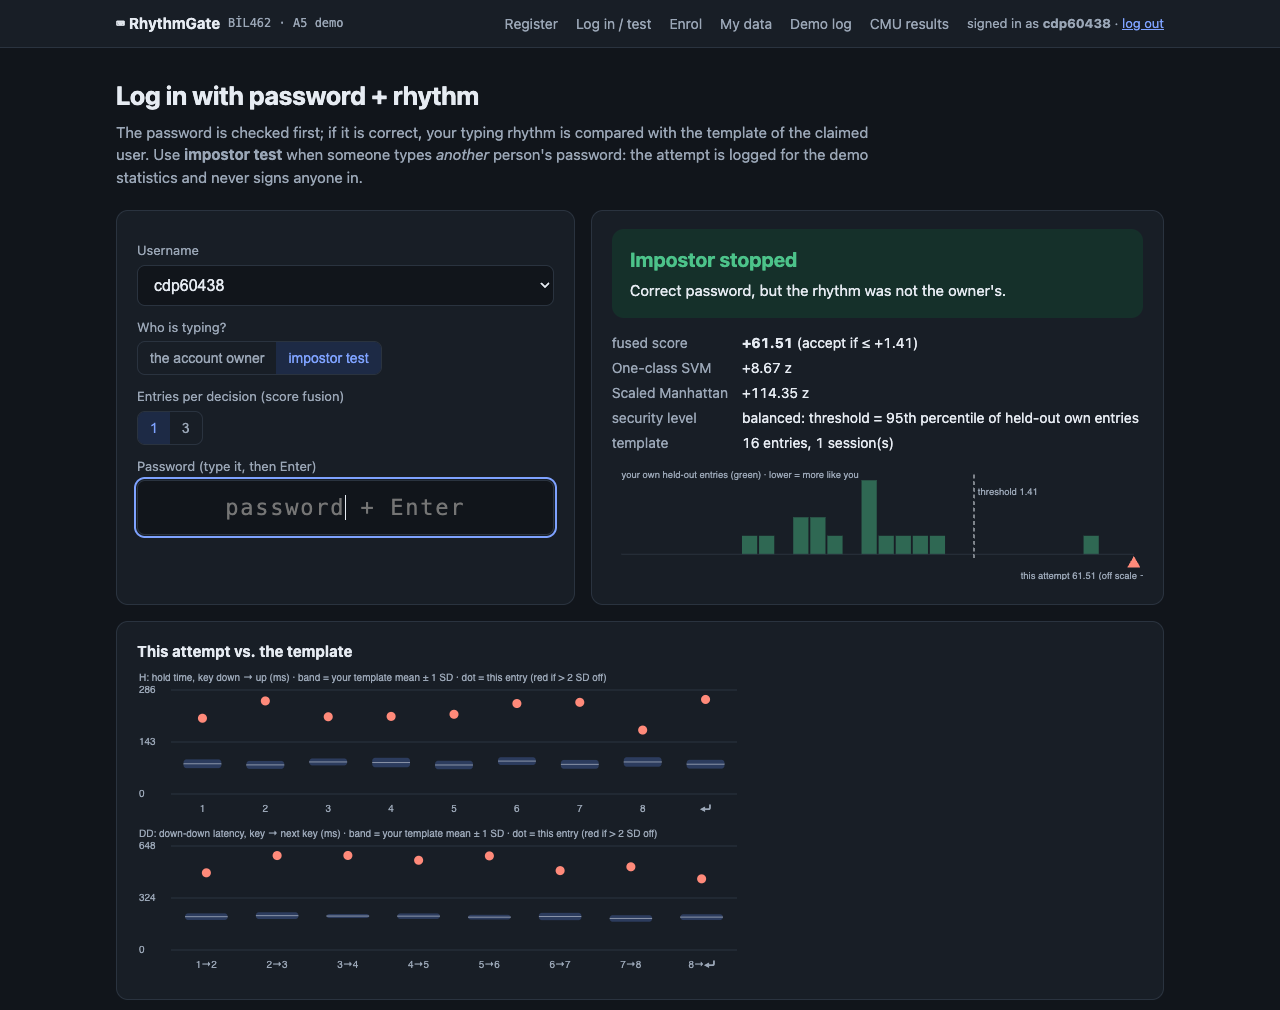 RhythmGate BİL462 · A5 demo
Register Log in / test Enrol My data Demo log CMU results signed in as cdp60438 · log out
Log in with password + rhythm
The password is checked first; if it is correct, your typing rhythm is compared with the template of the claimed
user. Use impostor test when someone types another person's password: the attempt is logged for the demo
statistics and never signs anyone in.
Username
cdp60438
Who is typing?
the account owner impostor test
Entries per decision (score fusion)
1 3
Password (type it, then Enter)
password + Enter
Impostor stopped
Correct password, but the rhythm was not the owner's.
fused score +61.51 (accept if ≤ +1.41)
One-class SVM +8.67 z
Scaled Manhattan +114.35 z
security level balanced: threshold = 95th percentile of held-out own entries
template 16 entries, 1 session(s)
your own held-out entries (green) · lower = more like you
threshold 1.41
this attempt 61.51 (off scale -
This attempt vs. the template
H: hold time, key down → up (ms) · band = your template mean ± 1 SD · dot = this entry (red if > 2 SD off)
286
143
0
1 2 3 4 5 6 7 8 ↵
DD: down-down latency, key → next key (ms) · band = your template mean ± 1 SD · dot = this entry (red if > 2 SD off)
648
324
0
1→2 2→3 3→4 4→5 5→6 6→7 7→8 8→↵